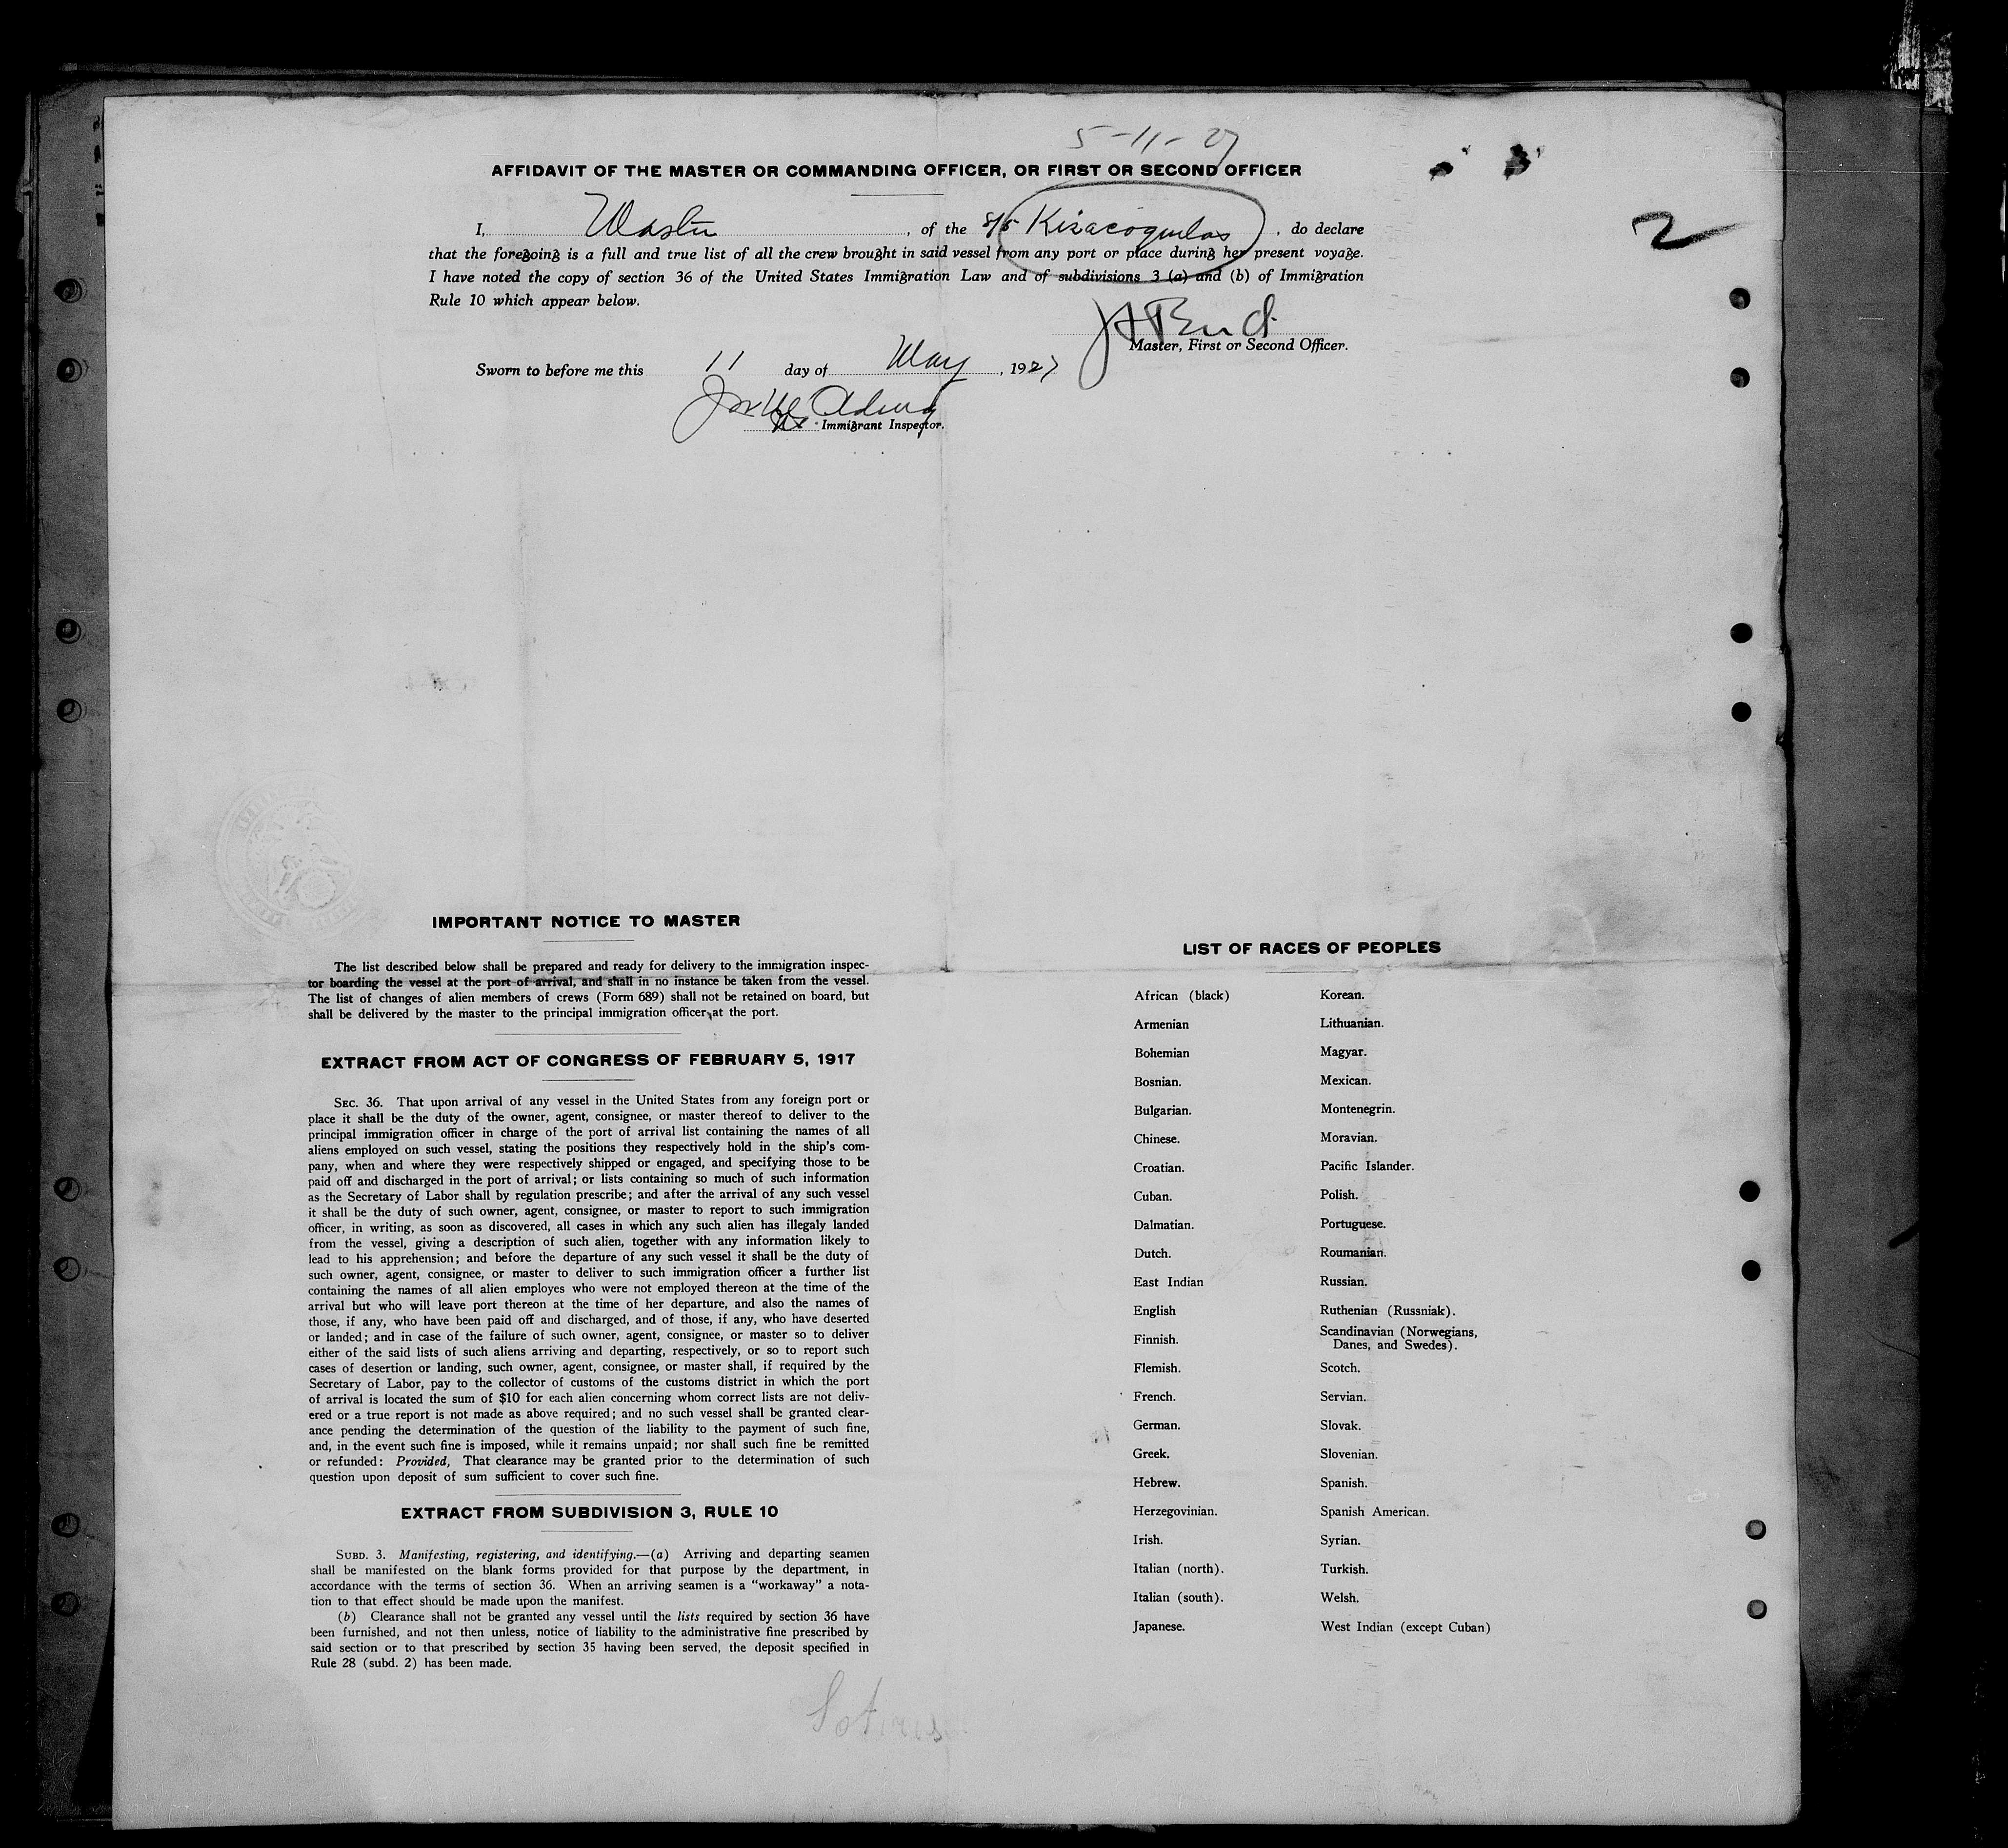 5-11-27
AFFIDAVIT OF THE MASTER OR COMMANDING OFFICER, OR FIRST OR SECOND OFFICER
I, Master, of the S/S, do declare
that the foregoing is a full and true list of all the crew brought in said vessel from any port or place during her present voyage.
I have noted the copy of section 36 of the United States Immigration Law and of subdivisions 3 (a) and (b) of Immigration
Rule 10 which appear below.
2
Master, First or Second Officer.
Sworn to before me this 11 day of May, 1927
Immigrant Inspector.
IMPORTANT NOTICE TO MASTER
The list described below shall be prepared and ready for delivery to the immigration inspec-
tor boarding the vessel at the port of arrival, and shall in no instance be taken from the vessel.
The list of changes of alien members of crews (Form 689) shall not be retained on board, but
shall be delivered by the master to the principal immigration officer at the port.
EXTRACT FROM ACT OF CONGRESS OF FEBRUARY 5, 1917
SEC. 36. That upon arrival of any vessel in the United States from any foreign port or
place it shall be the duty of the owner, agent, consignee, or master thereof to deliver to the
principal immigration officer in charge of the port of arrival list containing the names of all
aliens employed on such vessel, stating the positions they respectively hold in the ship's com-
pany, when and where they were respectively shipped or engaged, and specifying those to be
paid off and discharged in the port of arrival; or lists containing so much of such information
as the Secretary of Labor shall by regulation prescribe; and after the arrival of any such vessel
it shall be the duty of such owner, agent, consignee, or master to report to such immigration
officer, in writing, as soon as discovered, all cases in which any such alien has illegaly landed
from the vessel, giving a description of such alien, together with any information likely to
lead to his apprehension; and before the departure of any such vessel it shall be the duty of
such owner, agent, consignee, or master to deliver to such immigration officer a further list
containing the names of all alien employes who were not employed thereon at the time of the
arrival but who will leave port thereon at the time of her departure, and also the names of
those, if any, who have been paid off and discharged, and of those, if any, who have deserted
or landed; and in case of the failure of such owner, agent, consignee, or master so to deliver
either of the said lists of such aliens arriving and departing, respectively, or so to report such
cases of desertion or landing, such owner, agent, consignee, or master shall, if required by the
Secretary of Labor, pay to the collector of customs of the customs district in which the port
of arrival is located the sum of $10 for each alien concerning whom correct lists are not deliv-
ered or a true report is not made as above required; and no such vessel shall be granted clear-
ance pending the determination of the question of the liability to the payment of such fine,
and, in the event such fine is imposed, while it remains unpaid; nor shall such fine be remitted
or refunded: Provided, That clearance may be granted prior to the determination of such
question upon deposit of sum sufficient to cover such fine.
EXTRACT FROM SUBDIVISION 3, RULE 10
SUBD. 3. Manifesting, registering, and identifying.—(a) Arriving and departing seamen
shall be manifested on the blank forms provided for that purpose by the department, in
accordance with the terms of section 36. When an arriving seamen is a "workaway" a nota-
tion to that effect should be made upon the manifest.
(b) Clearance shall not be granted any vessel until the lists required by section 36 have
been furnished, and not then unless, notice of liability to the administrative fine prescribed by
said section or to that prescribed by section 35 having been served, the deposit specified in
Rule 28 (subd. 2) has been made.
LIST OF RACES OF PEOPLES
African (black)
Armenian
Bohemian
Bosnian.
Bulgarian.
Chinese.
Croatian.
Cuban.
Dalmatian.
Dutch.
East Indian
English
Finnish.
Flemish.
French.
German.
Greek.
Hebrew.
Herzegovinian.
Irish.
Italian (north).
Italian (south).
Japanese.
Korean.
Lithuanian.
Magyar.
Mexican.
Montenegrin.
Moravian.
Pacific Islander.
Polish.
Portuguese.
Roumanian.
Russian.
Ruthenian (Russniak).
Scandinavian (Norwegians,
Danes, and Swedes).
Scotch.
Servian.
Slovak.
Slovenian.
Spanish.
Spanish American.
Syrian.
Turkish.
Welsh.
West Indian (except Cuban)